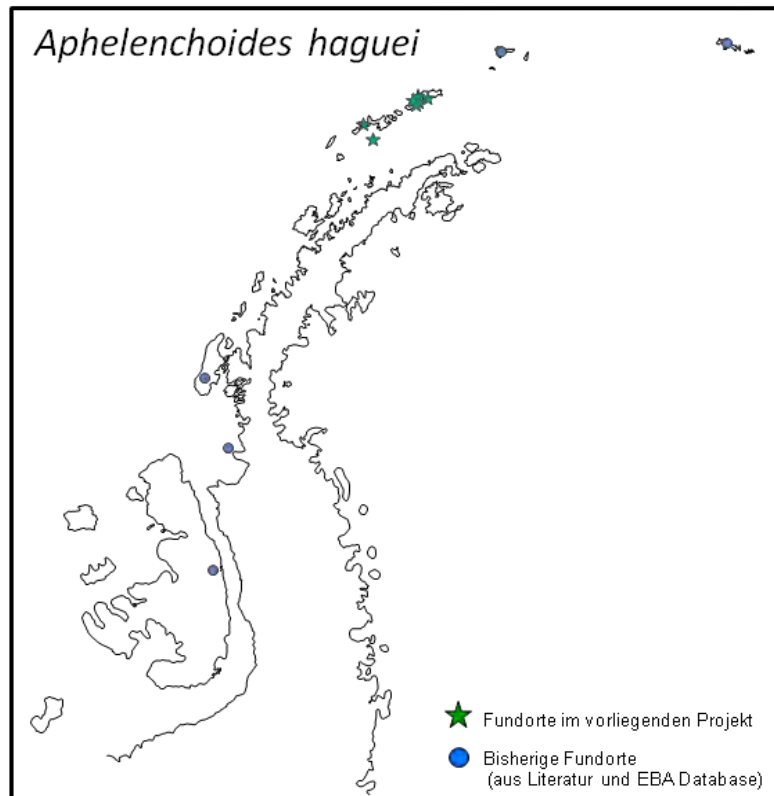 Aphelenchoides haguei
Fundorte im vorliegenden Projekt
Bisherige Fundorte
(aus Literatur und EBA Database)